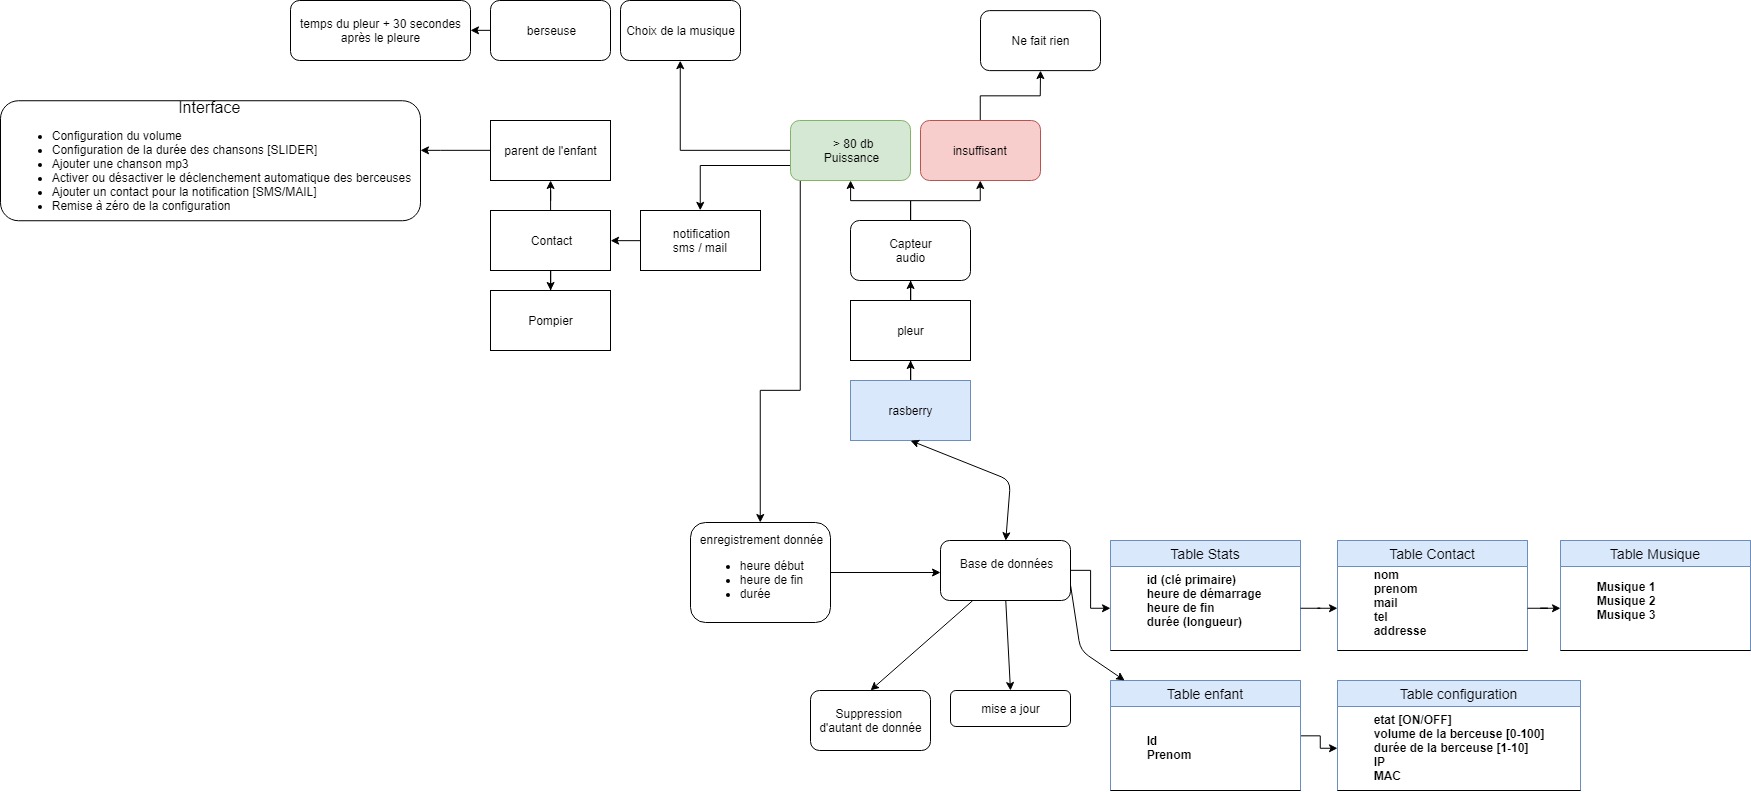 temps du pleur + 30 secondes
après le pleure
berseuse
Choix de la musique
Ne fait rien
Interface
Configuration du volume
Configuration de la durée des chansons [SLIDER]
Ajouter une chanson mp3
Activer ou désactiver le déclenchement automatique des berceuses
Ajouter un contact pour la notification [SMS/MAIL]
Remise à zéro de la configuration
parent de l'enfant
> 80 db
Puissance
insuffisant
Contact
notification
sms / mail
Capteur
audio
Pompier
pleur
rasberry
enregistrement donnée
heure début
heure de fin
durée
Base de données
Table Stats
id (clé primaire)
heure de démarrage
heure de fin
durée (longueur)
Table Contact
nom
prenom
mail
tel
addresse
Table Musique
Musique 1
Musique 2
Musique 3
Suppression
d'autant de donnée
mise a jour
Table enfant
Id
Prenom
Table configuration
etat [ON/OFF]
volume de la berceuse [0-100]
durée de la berceuse [1-10]
IP
MAC